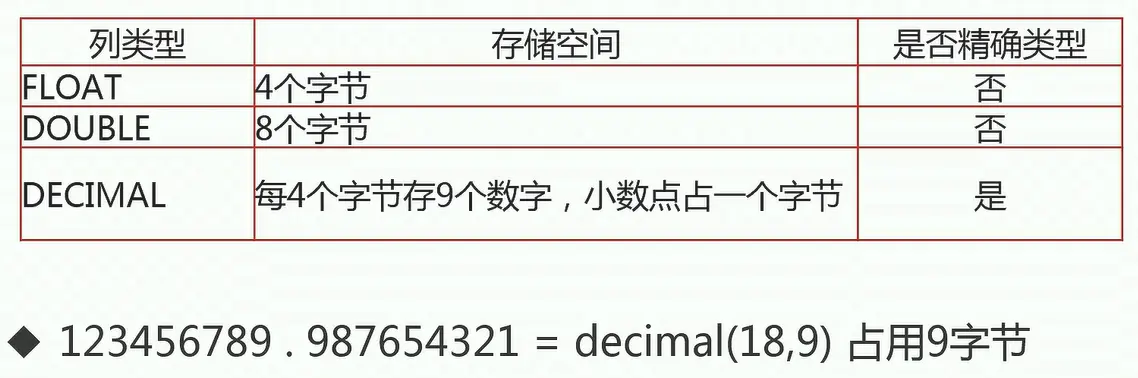 列类型 存储空间 是否精确类型
FLOAT 4个字节 否
DOUBLE 8个字节 否
DECIMAL 每4个字节存9个数字，小数点占一个字节 是
◆ 123456789 . 987654321 = decimal(18,9) 占用9字节